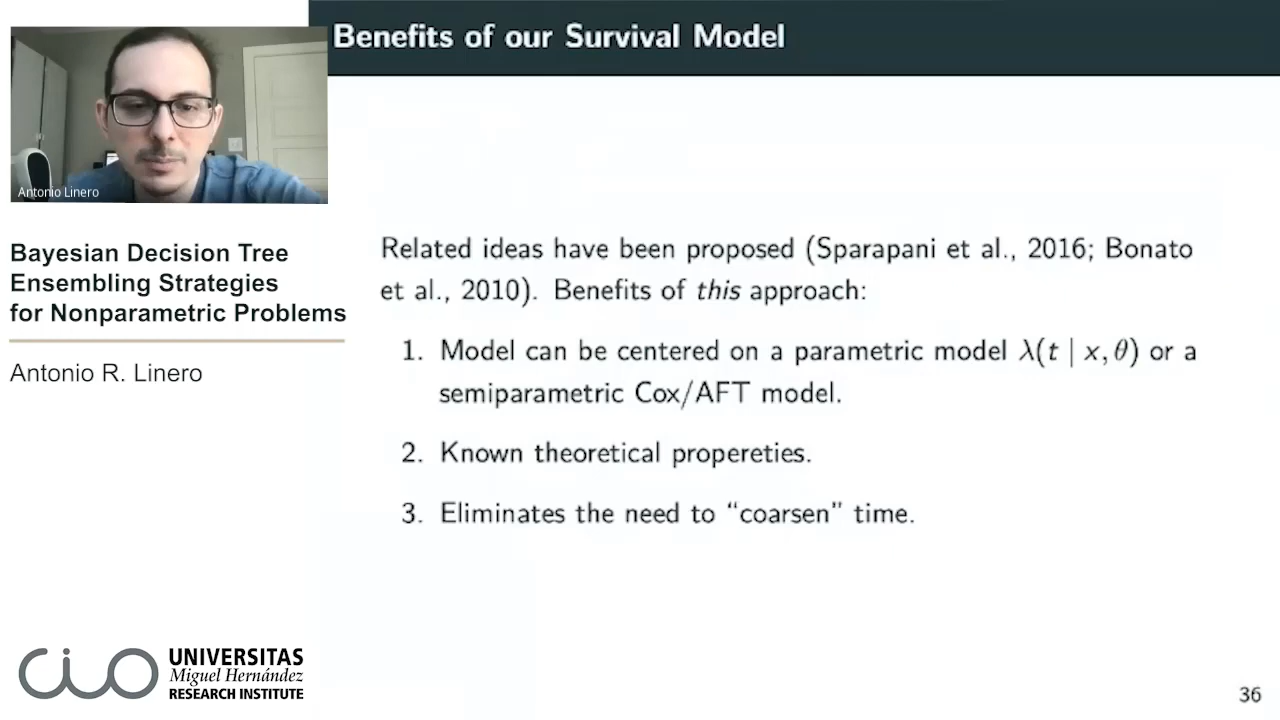 Benefits of our Survival Model
Antonio Linero
Bayesian Decision Tree
Ensembling Strategies
for Nonparametric Problems
Antonio R. Linero
Related ideas have been proposed (Sparapani et al., 2016; Bonato
et al., 2010). Benefits of this approach:
1. Model can be centered on a parametric model λ(t | x, θ) or a
semiparametric Cox/AFT model.
2. Known theoretical propereties.
3. Eliminates the need to “coarsen” time.
CIO
UNIVERSITAS
Miguel Hernández
RESEARCH INSTITUTE
36